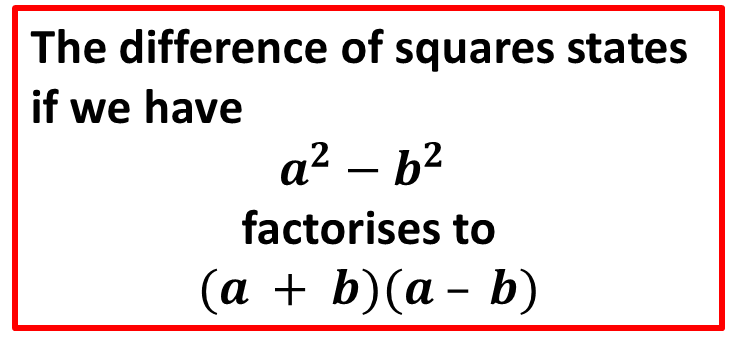 The difference of squares states
if we have
a² − b²
factorises to
(a + b)(a – b)